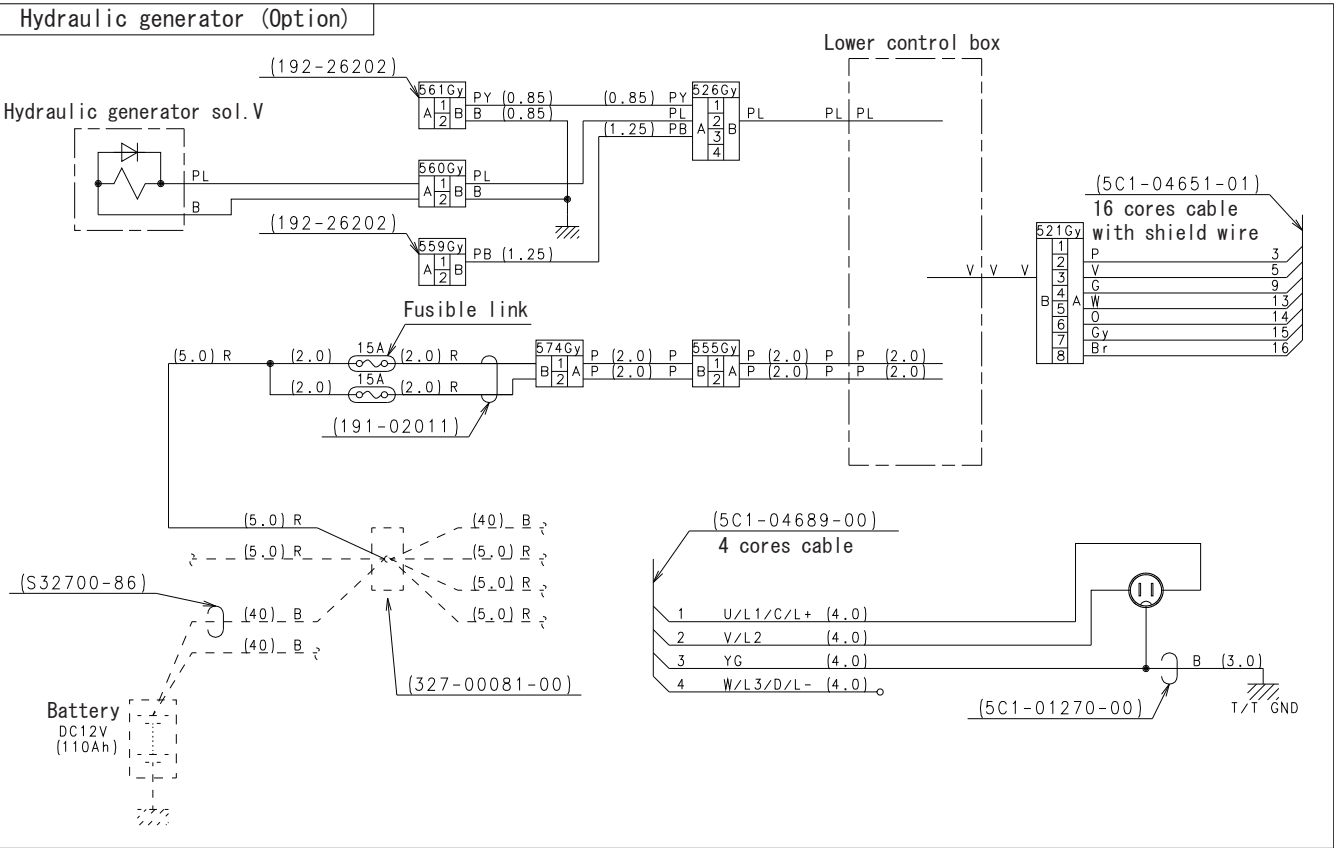 Hydraulic generator (Option)
Lower control box
(192-26202)
561Gy
PY (0.85)
(0.85) PY
526Gy
A 1 B
2
B (0.85)
PL
(1.25) PB
A 1 B
2
3
4
PL
PL
PL
Hydraulic generator sol.V
PL
B
560Gy
A 1 B
2
PL
B
(192-26202)
559Gy
A 1 B
2
PB (1.25)
(5C1-04651-01)
16 cores cable
with shield wire
521Gy
V V V
B
1
2
3
4
5
6
7
8
A
P 3
V 5
G 9
W 13
O 14
Gy 15
Br 16
Fusible link
(5.0) R
(2.0)
15A
(2.0) R
574Gy
P (2.0) P
555Gy
P (2.0) P
P (2.0)
(2.0)
15A
(2.0) R
B 1 A
2
P (2.0) P
B 1 A
2
P (2.0) P
P (2.0)
(191-02011)
(5.0) R
(40) B
(5.0) R
(5.0) R
(5.0) R
(5.0) R
(S32700-86)
(40) B
(40) B
(327-00081-00)
Battery
DC12V
(110Ah)
(5C1-04689-00)
4 cores cable
1 U/L1/C/L+ (4.0)
2 V/L2 (4.0)
3 YG (4.0)
4 W/L3/D/L- (4.0)
B (3.0)
(5C1-01270-00)
T/T GND